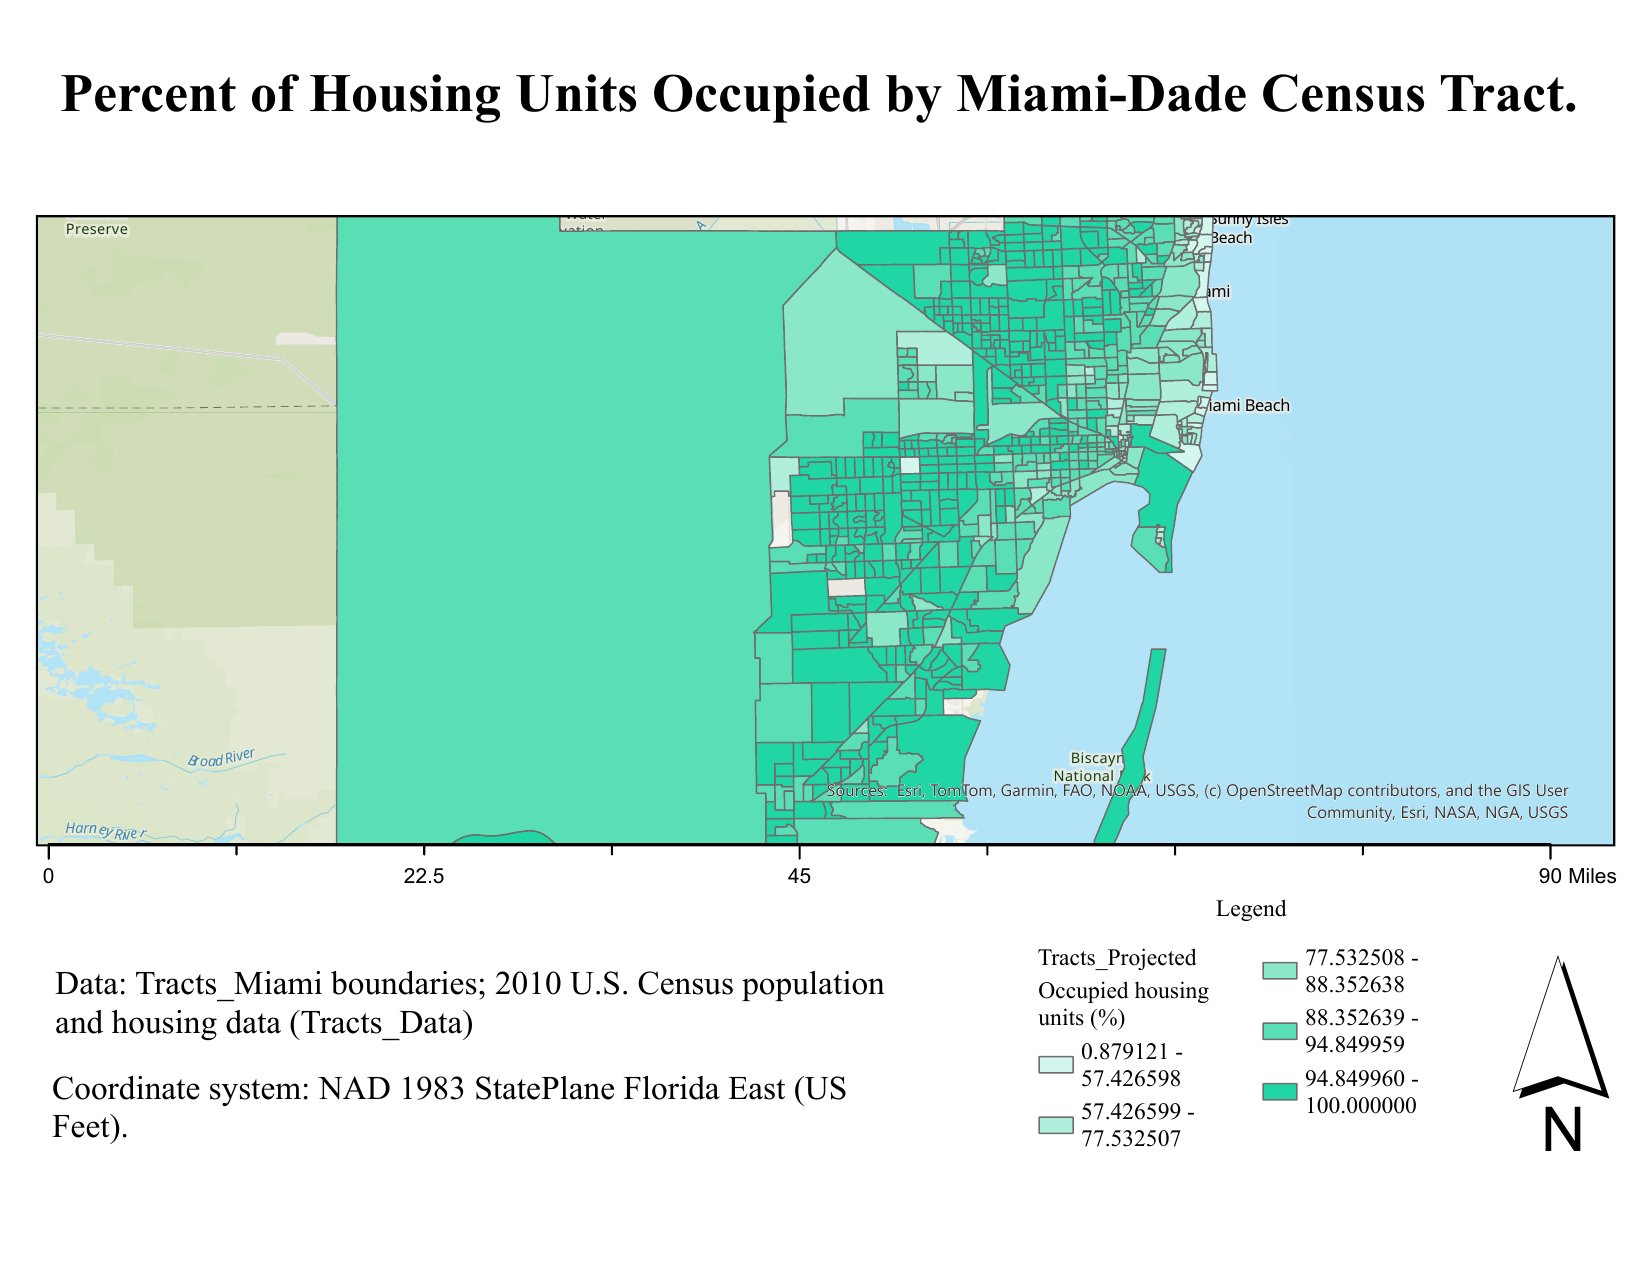 Percent of Housing Units Occupied by Miami-Dade Census Tract.
Preserve
Sunny Isles
Beach
ami
iami Beach
Broad River
Harney River
Biscayn
National
k
Sources: Esri, TomTom, Garmin, FAO, NOAA, USGS, (c) OpenStreetMap contributors, and the GIS User
Community, Esri, NASA, NGA, USGS
0
22.5
45
90 Miles
Legend
Data: Tracts_Miami boundaries; 2010 U.S. Census population
and housing data (Tracts_Data)
Coordinate system: NAD 1983 StatePlane Florida East (US
Feet).
Tracts_Projected
Occupied housing
units (%)
0.879121 -
57.426598
57.426599 -
77.532507
77.532508 -
88.352638
88.352639 -
94.849959
94.849960 -
100.000000
N